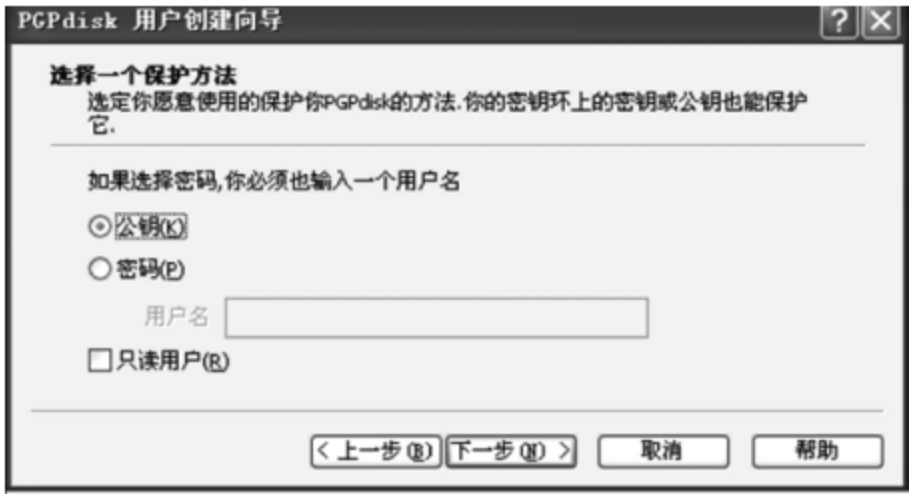 PGPdisk 用户创建向导
选择一个保护方法
选定你愿意使用的保护你PGPdisk的方法.你的密钥环上的密钥或公钥也能保护
它.
如果选择密码,你必须也输入一个用户名
公钥(K)
密码(P)
用户名
只读用户(R)
< 上一步(B) 下一步(N) > 取消 帮助